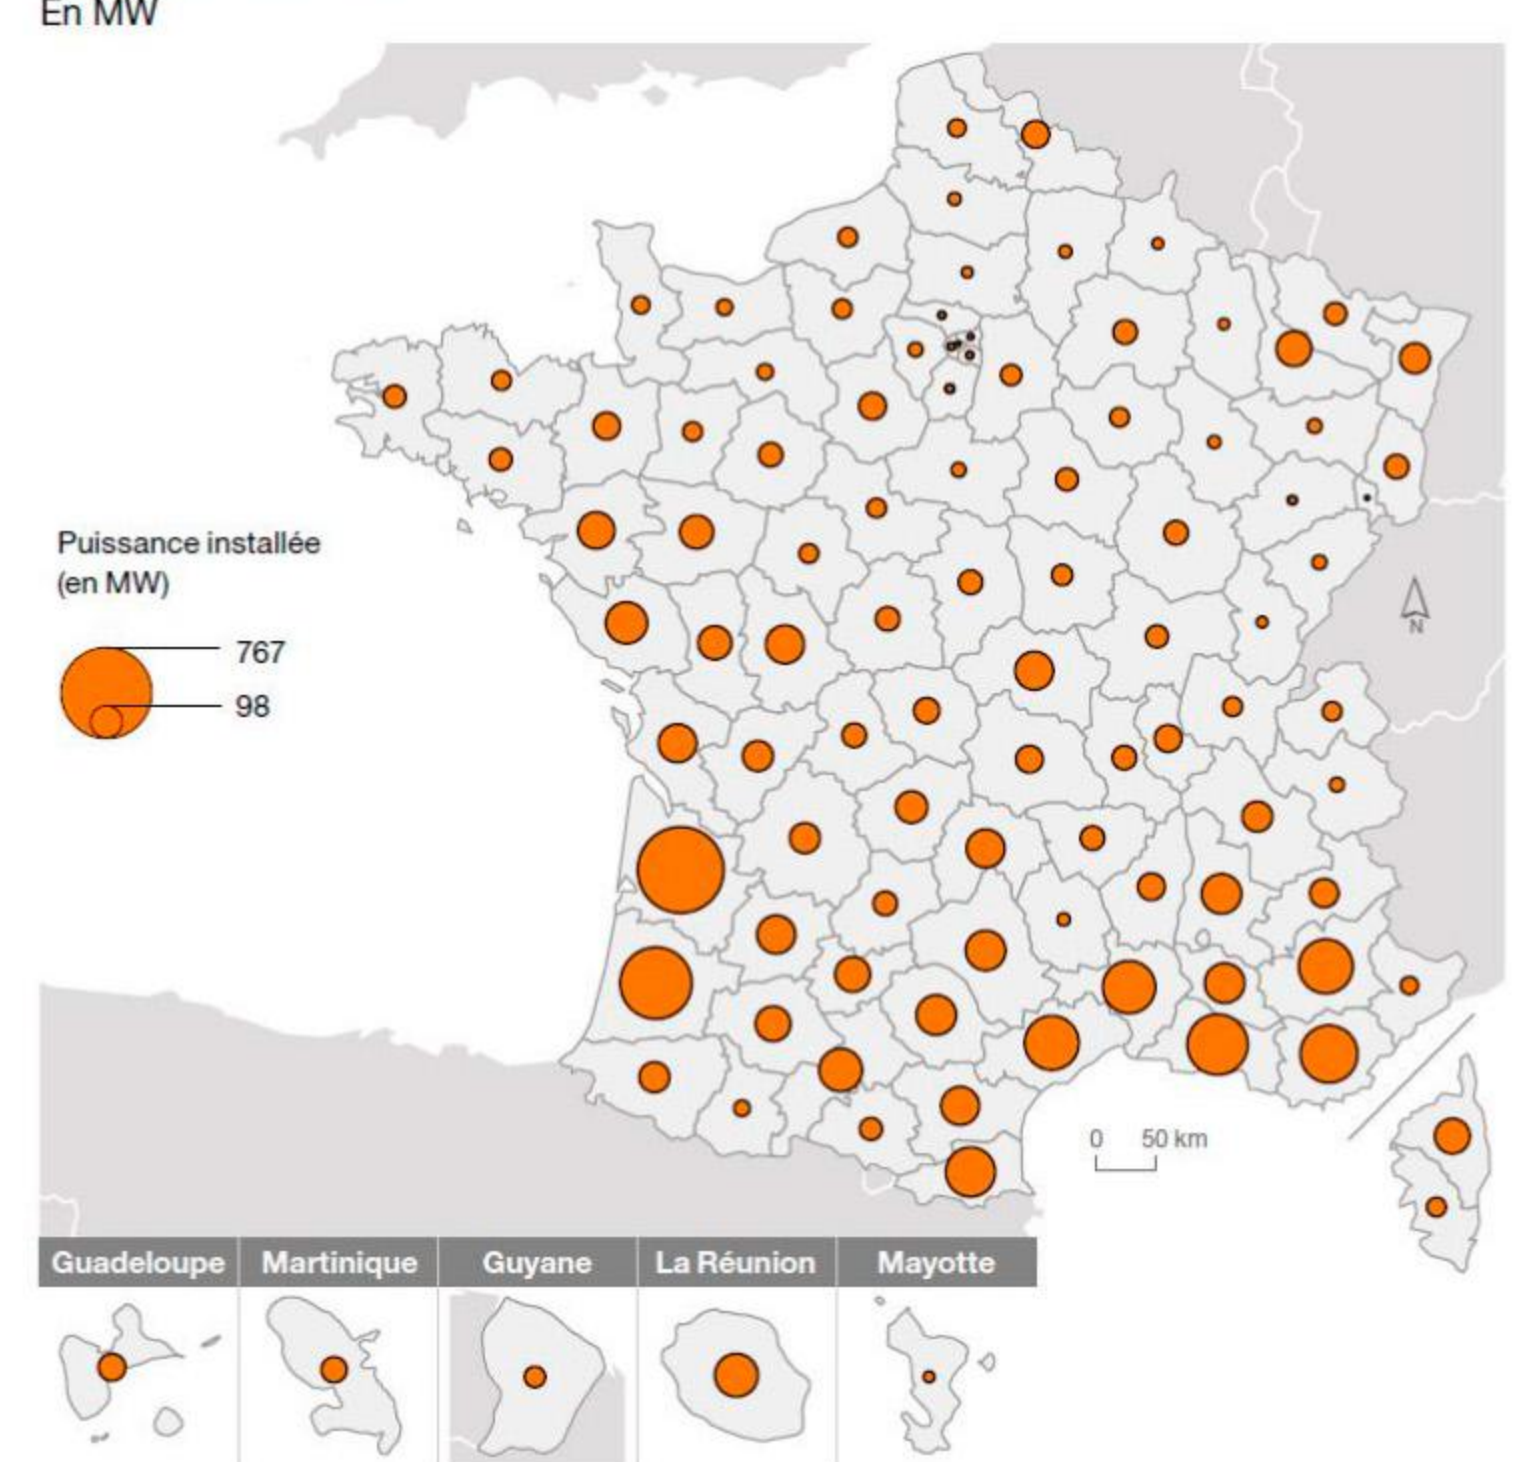 En MW
Puissance installée
(en MW)
767
98
N
0 50 km
Guadeloupe Martinique Guyane La Réunion Mayotte